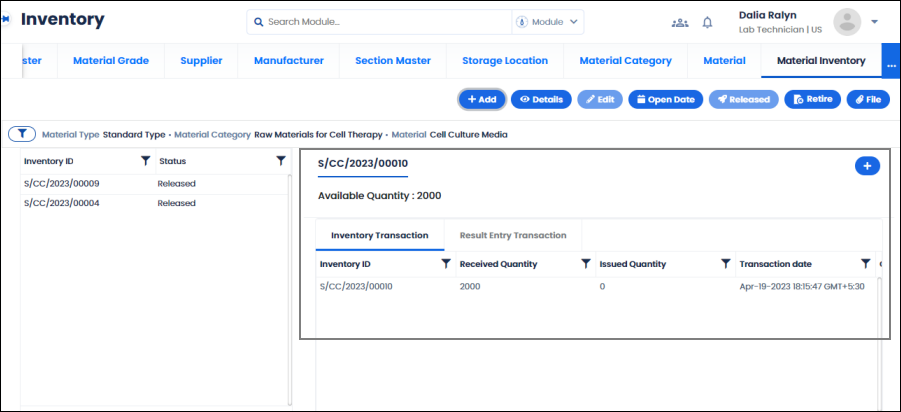 Inventory
Search Module...
Module
Dalia Ralyn
Lab Technician | US
ster
Material Grade
Supplier
Manufacturer
Section Master
Storage Location
Material Category
Material
Material Inventory
...
+ Add
Details
Edit
Open Date
Released
Retire
File
Material Type Standard Type • Material Category Raw Materials for Cell Therapy • Material Cell Culture Media
Inventory ID Status
S/CC/2023/00009 Released
S/CC/2023/00004 Released
S/CC/2023/00010
+
Available Quantity : 2000
Inventory Transaction
Result Entry Transaction
Inventory ID Received Quantity Issued Quantity Transaction date
S/CC/2023/00010 2000 0 Apr-19-2023 18:15:47 GMT+5:30